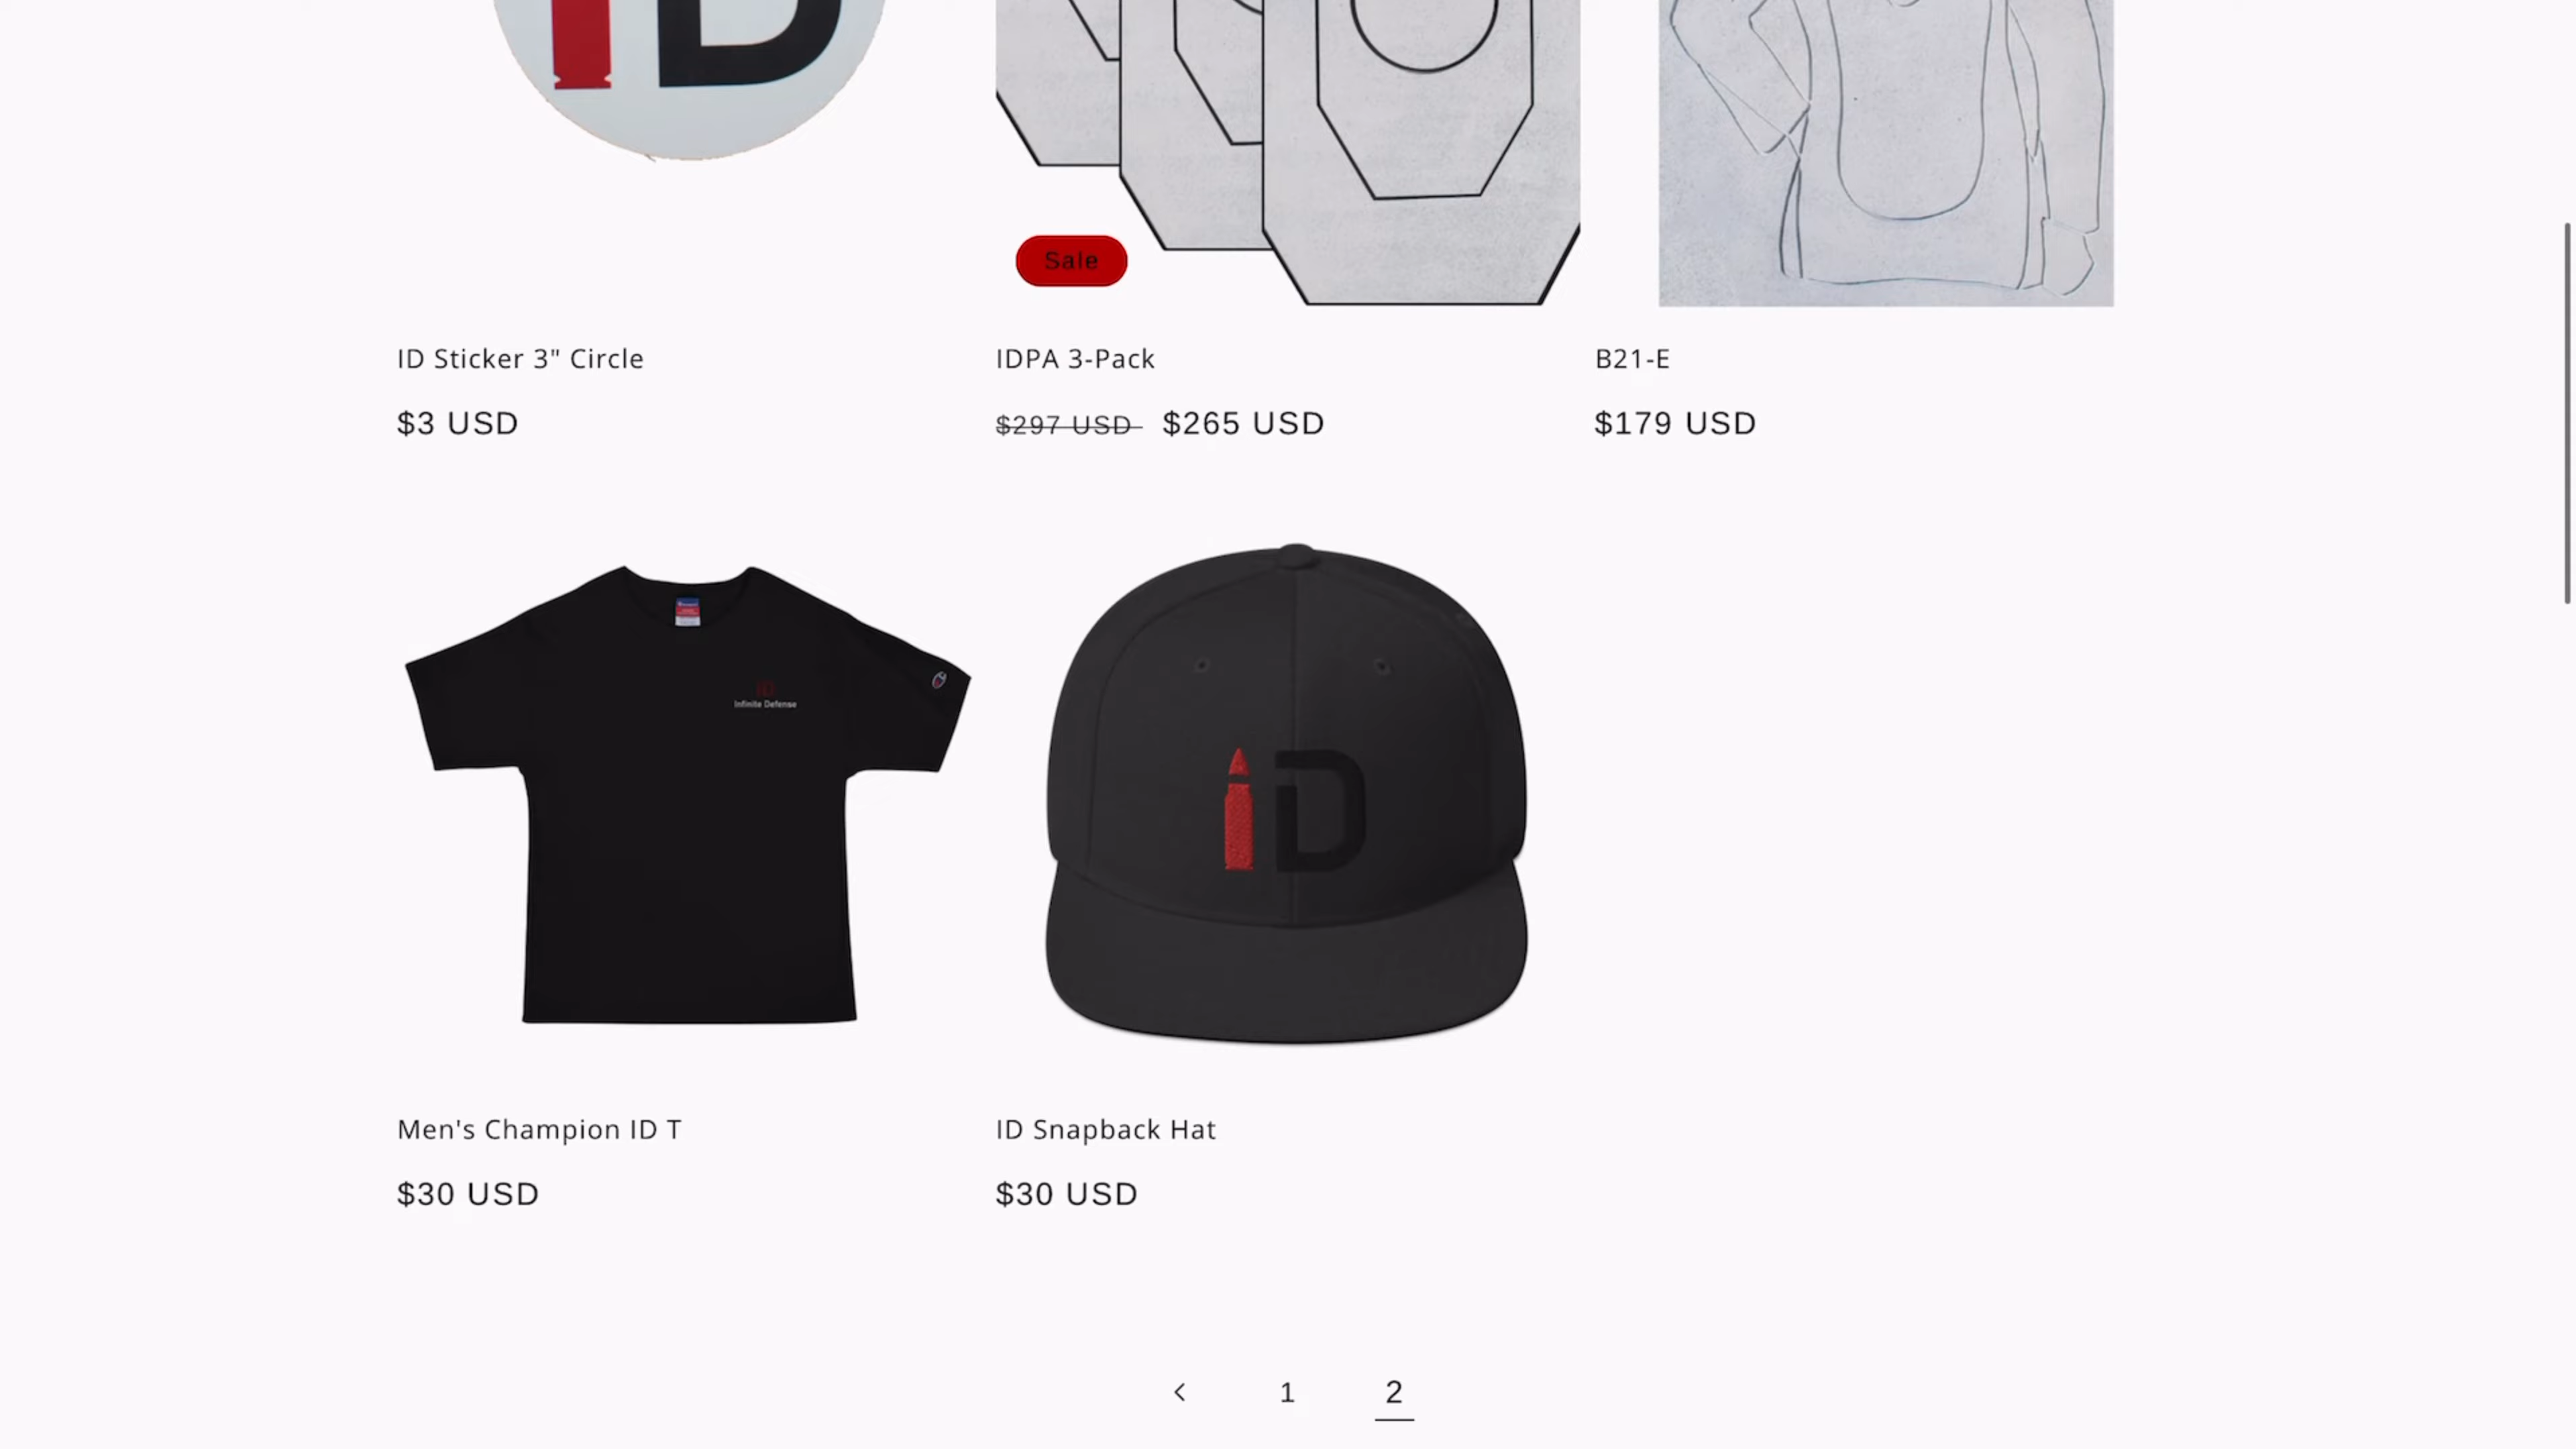 ID
Sale
ID Sticker 3" Circle
IDPA 3-Pack
B21-E
$3 USD
$297 USD $265 USD
$179 USD
ID
Infinite Defense
ID
Men's Champion ID T
ID Snapback Hat
$30 USD
$30 USD
1
2